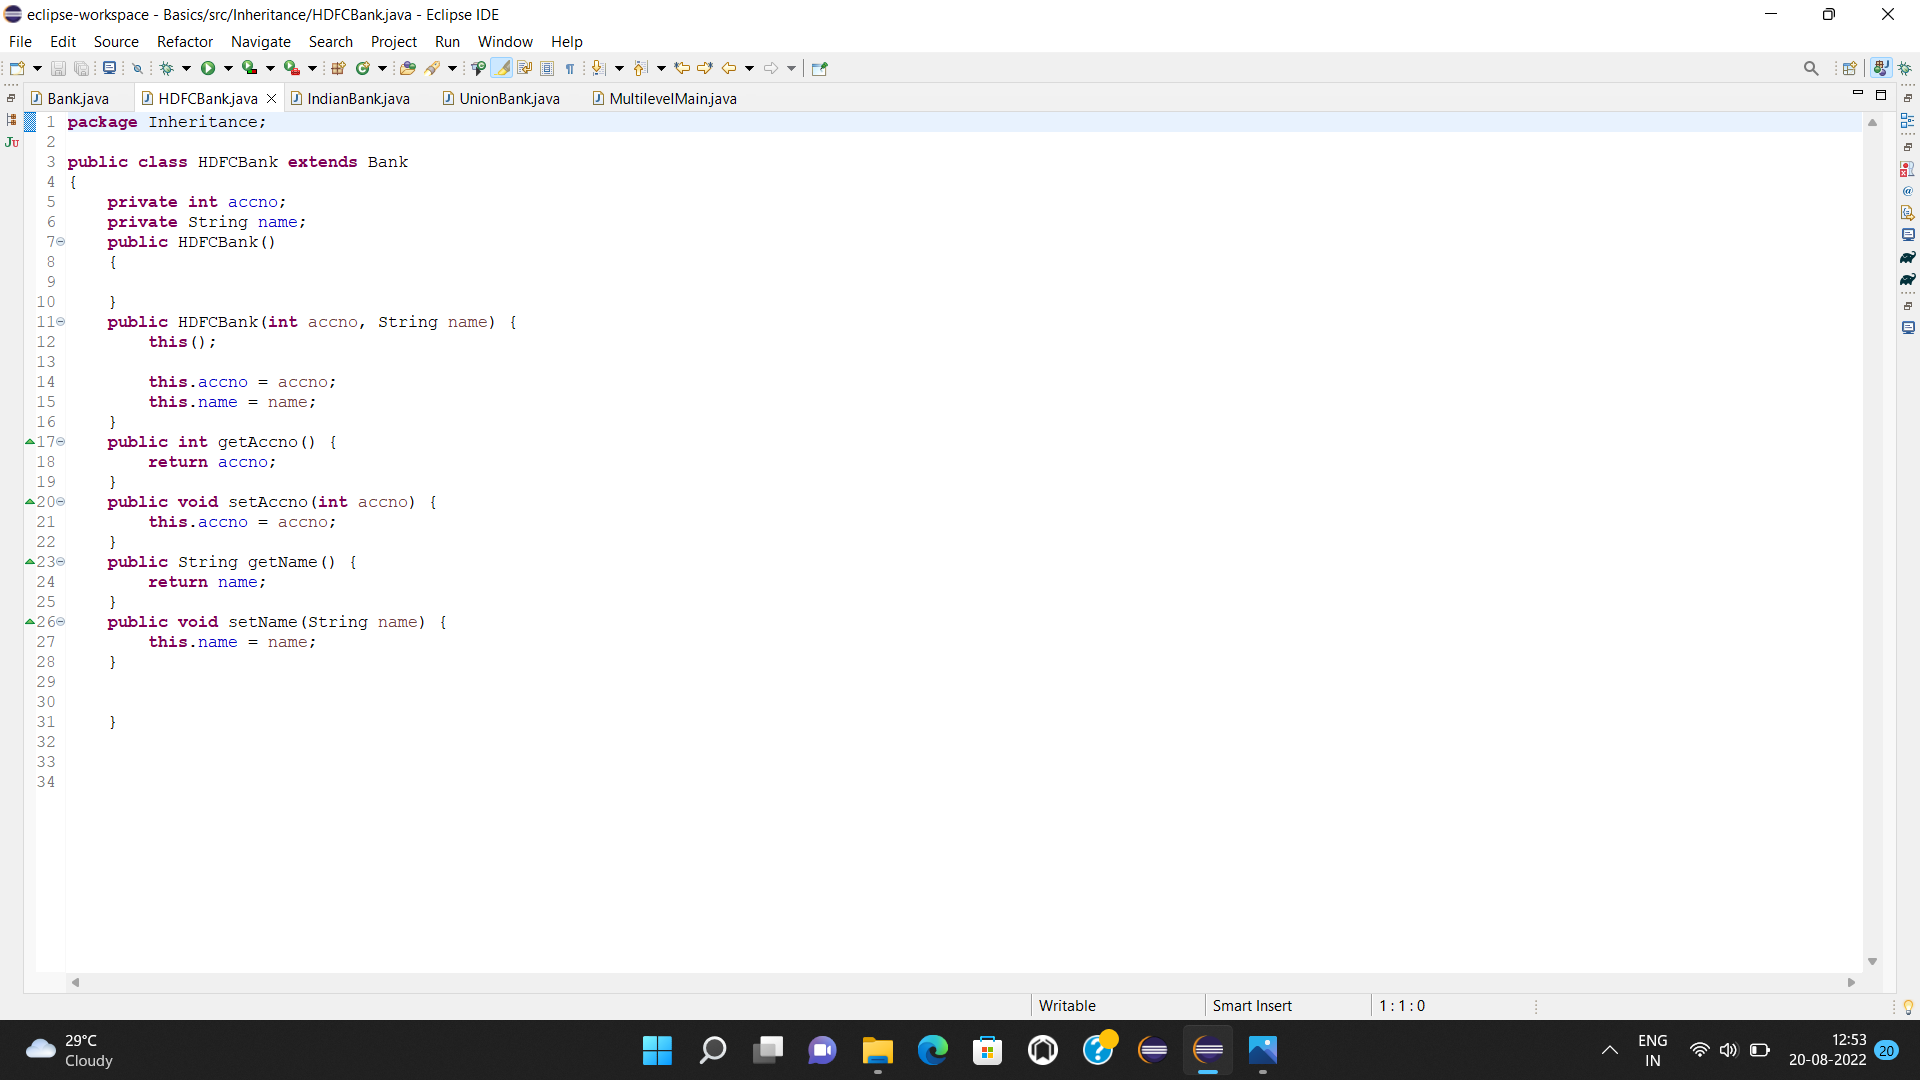 eclipse-workspace - Basics/src/Inheritance/HDFCBank.java - Eclipse IDE
File Edit Source Refactor Navigate Search Project Run Window Help
Bank.java HDFCBank.java IndianBank.java UnionBank.java MultilevelMain.java
1 package Inheritance;
2
3 public class HDFCBank extends Bank
4 {
5 private int accno;
6 private String name;
7 public HDFCBank()
8 {
9
10 }
11 public HDFCBank(int accno, String name) {
12 this();
13
14 this.accno = accno;
15 this.name = name;
16 }
17 public int getAccno() {
18 return accno;
19 }
20 public void setAccno(int accno) {
21 this.accno = accno;
22 }
23 public String getName() {
24 return name;
25 }
26 public void setName(String name) {
27 this.name = name;
28 }
29
30
31 }
32
33
34
Writable Smart Insert 1 : 1 : 0
29°C
Cloudy
ENG
IN
12:53
20-08-2022
20